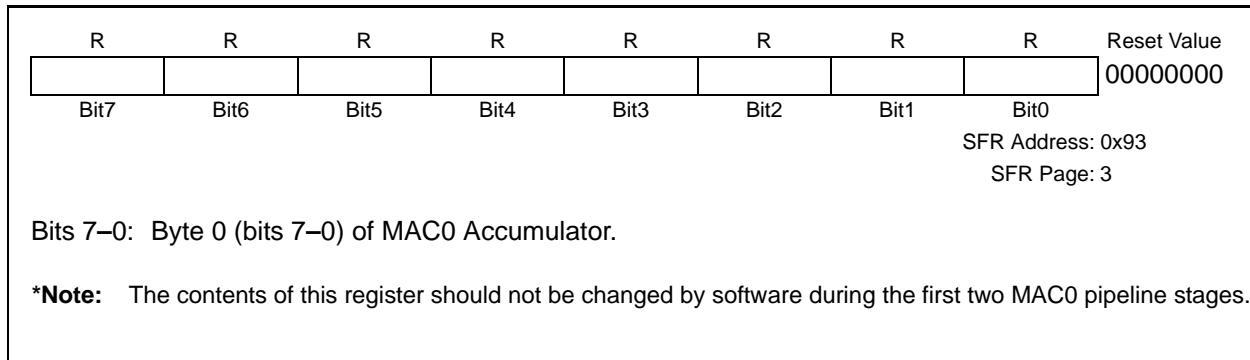 R R R R R R R R Reset Value
00000000
Bit7 Bit6 Bit5 Bit4 Bit3 Bit2 Bit1 Bit0
SFR Address: 0x93
SFR Page: 3
Bits 7–0: Byte 0 (bits 7–0) of MAC0 Accumulator.
*Note: The contents of this register should not be changed by software during the first two MAC0 pipeline stages.